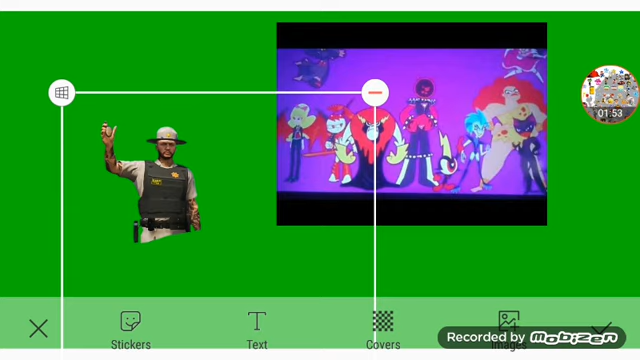 01:53
Stickers
Text
Covers
Images
Recorded by mobizen